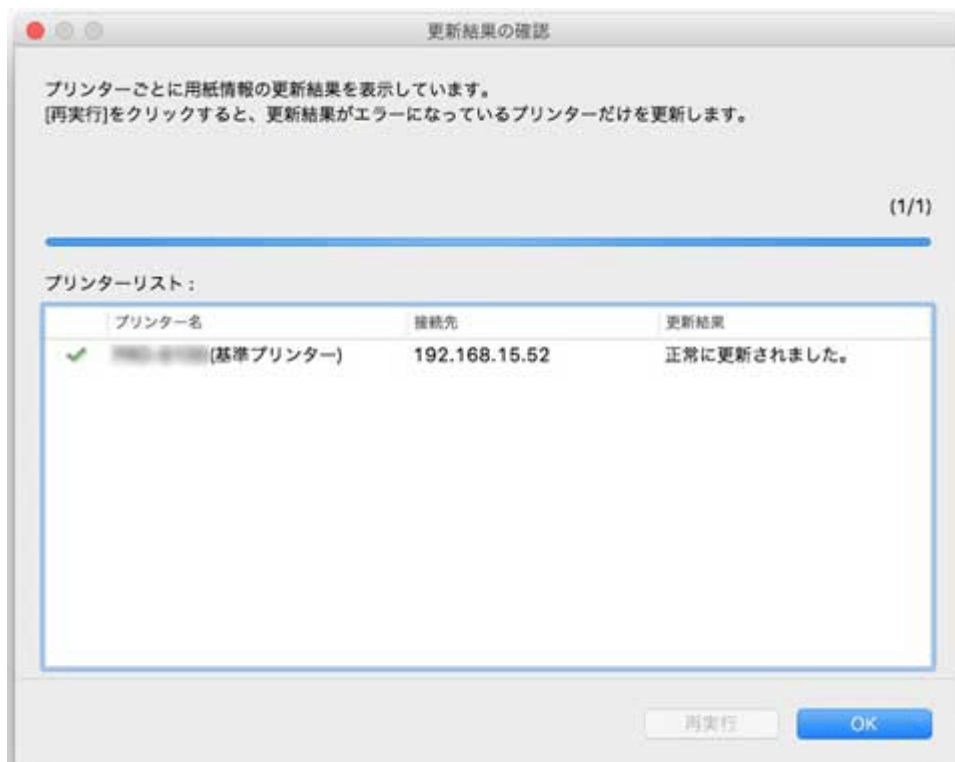 更新結果の確認
プリンターごとに用紙情報の更新結果を表示しています。
[再実行]をクリックすると、更新結果がエラーになっているプリンターだけを更新します。
(1/1)
プリンターリスト：
プリンター名 接続先 更新結果
(基準プリンター) 192.168.15.52 正常に更新されました。
再実行 OK